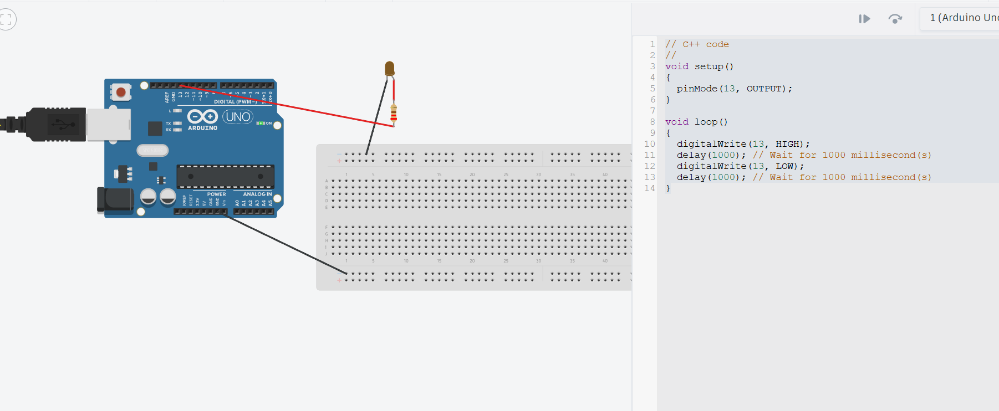 1 (Arduino Uno
1 // C++ code
2 //
3 void setup()
4 {
5 pinMode(13, OUTPUT);
6 }
7
8 void loop()
9 {
10 digitalWrite(13, HIGH);
11 delay(1000); // Wait for 1000 millisecond(s)
12 digitalWrite(13, LOW);
13 delay(1000); // Wait for 1000 millisecond(s)
14 }
AREF
GND
13
12
~11
~10
~9
8
~6
~5
4
~3
2
TX→1
RX←0
DIGITAL (PWM~)
L
TX
RX
UNO
ARDUINO
ON
POWER
ANALOG IN
IOREF
RESET
3.3V
5V
GND
GND
Vin
A0
A1
A2
A3
A4
A5
−
+
1 5 10 15 20 25 30 35 40
A
B
C
D
E
F
G
H
I
J
1 5 10 15 20 25 30 35 40
−
+